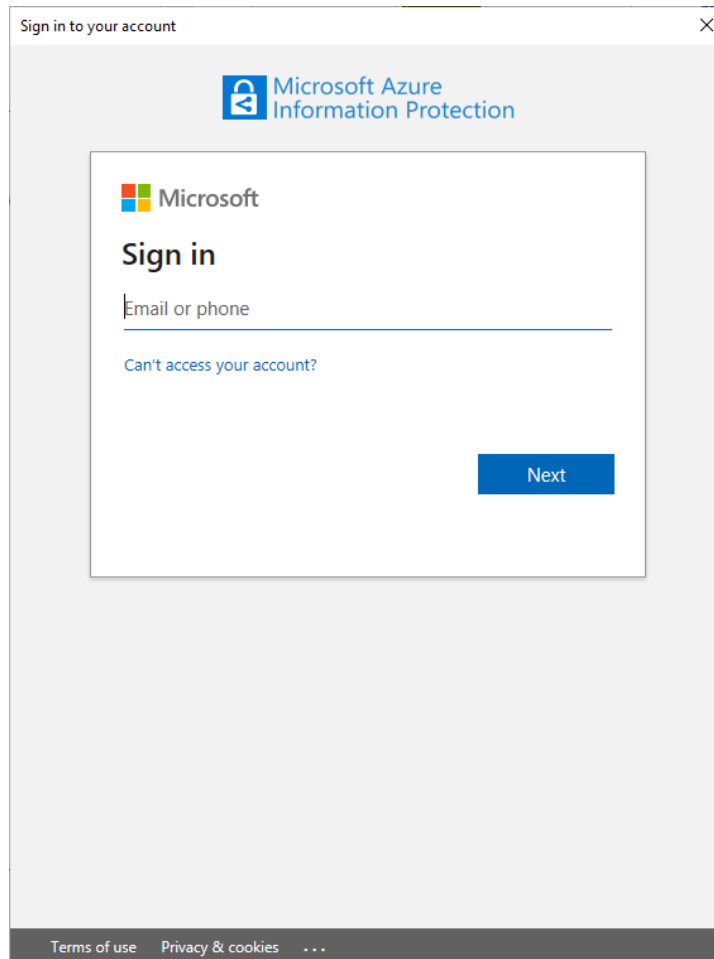 Sign in to your account
Microsoft Azure
Information Protection
Microsoft
Sign in
Email or phone
Can't access your account?
Next
Terms of use Privacy & cookies ...